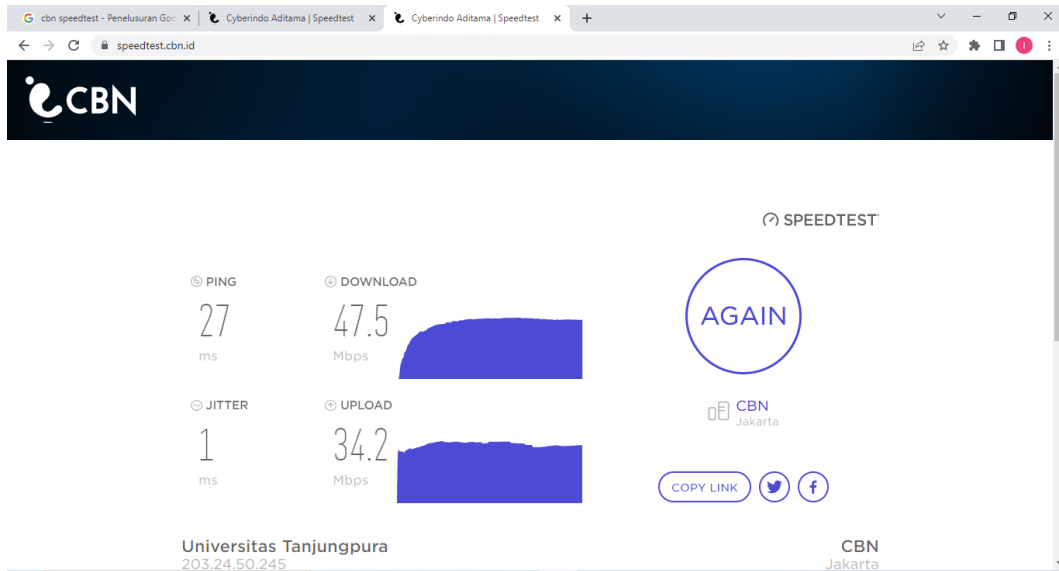 cbn speedtest - Penelusuran Goo
Cyberindo Aditama | Speedtest
Cyberindo Aditama | Speedtest
speedtest.cbn.id
I
CBN
SPEEDTEST
PING
27
ms
DOWNLOAD
47.5
Mbps
AGAIN
JITTER
1
ms
UPLOAD
34.2
Mbps
CBN
Jakarta
COPY LINK
Universitas Tanjungpura
203.24.50.245
CBN
Jakarta